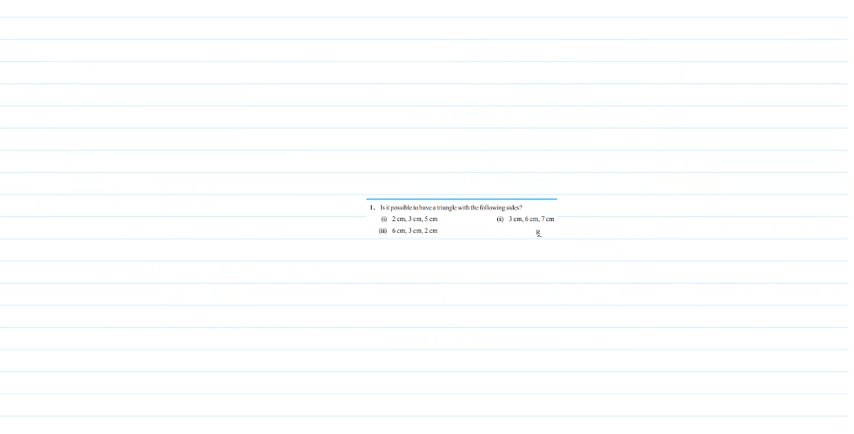 1. Is it possible to have a triangle with the following sides?
(i) 2 cm, 3 cm, 5 cm (ii) 3 cm, 6 cm, 7 cm
(iii) 6 cm, 3 cm, 2 cm R